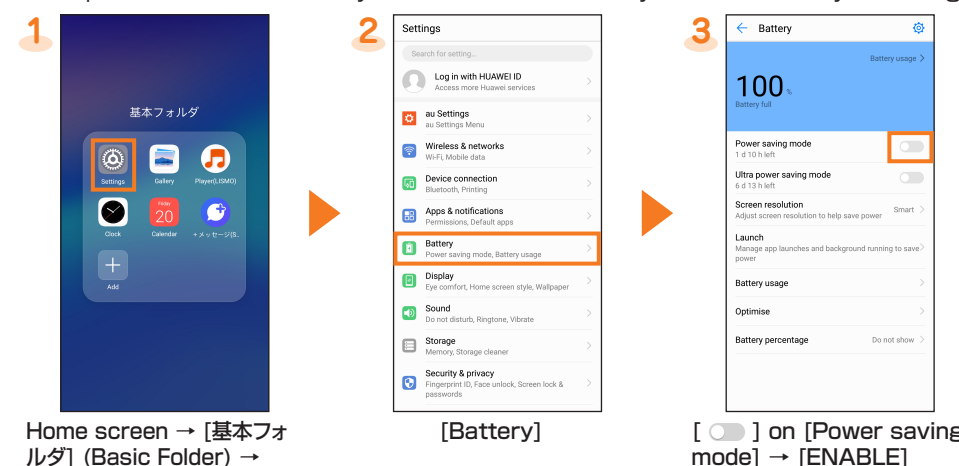 1
基本フォルダ
Settings
Gallery
Player(LISMO)
Friday
20
Clock
Calendar
+メッセージ(S..
Add
Home screen → [基本フォ
ルダ] (Basic Folder) →
2
Settings
Search for setting...
Log in with HUAWEI ID
Access more Huawei services
au Settings
au Settings Menu
Wireless & networks
Wi-Fi, Mobile data
Device connection
Bluetooth, Printing
Apps & notifications
Permissions, Default apps
Battery
Power saving mode, Battery usage
Display
Eye comfort, Home screen style, Wallpaper
Sound
Do not disturb, Ringtone, Vibrate
Storage
Memory, Storage cleaner
Security & privacy
Fingerprint ID, Face unlock, Screen lock &
passwords
[Battery]
3
Battery
Battery usage >
100 %
Battery full
Power saving mode
1 d 10 h left
Ultra power saving mode
6 d 13 h left
Screen resolution
Adjust screen resolution to help save power Smart >
Launch
Manage app launches and background running to save
power
Battery usage
Optimise
Battery percentage Do not show >
[ ] on [Power saving
mode] → [ENABLE]